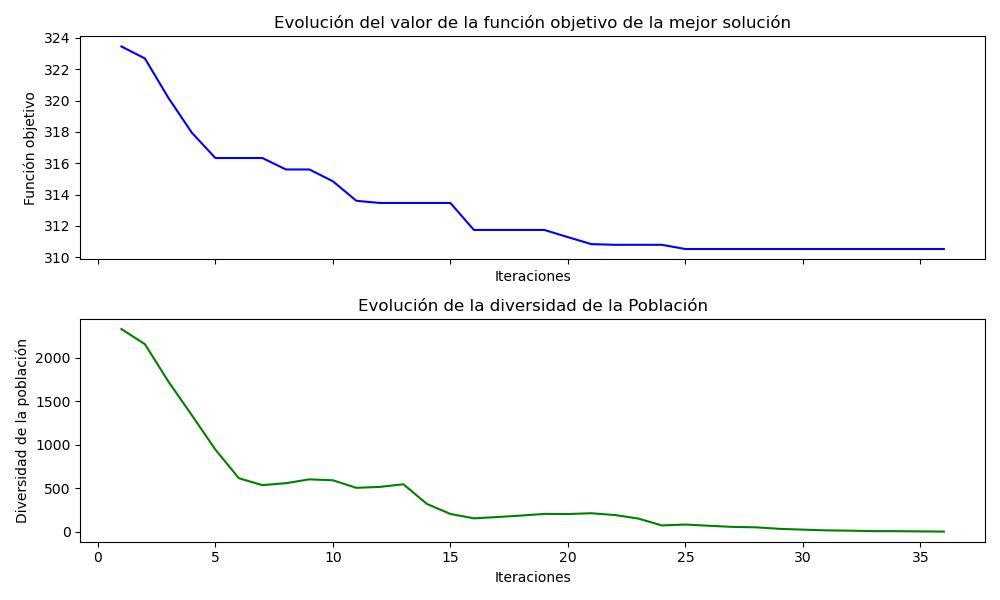 Evolución del valor de la función objetivo de la mejor solución
324
322
320
318
316
314
312
310
Función objetivo
Iteraciones
Evolución de la diversidad de la Población
2000
1500
1000
500
0
Diversidad de la población
0 5 10 15 20 25 30 35
Iteraciones